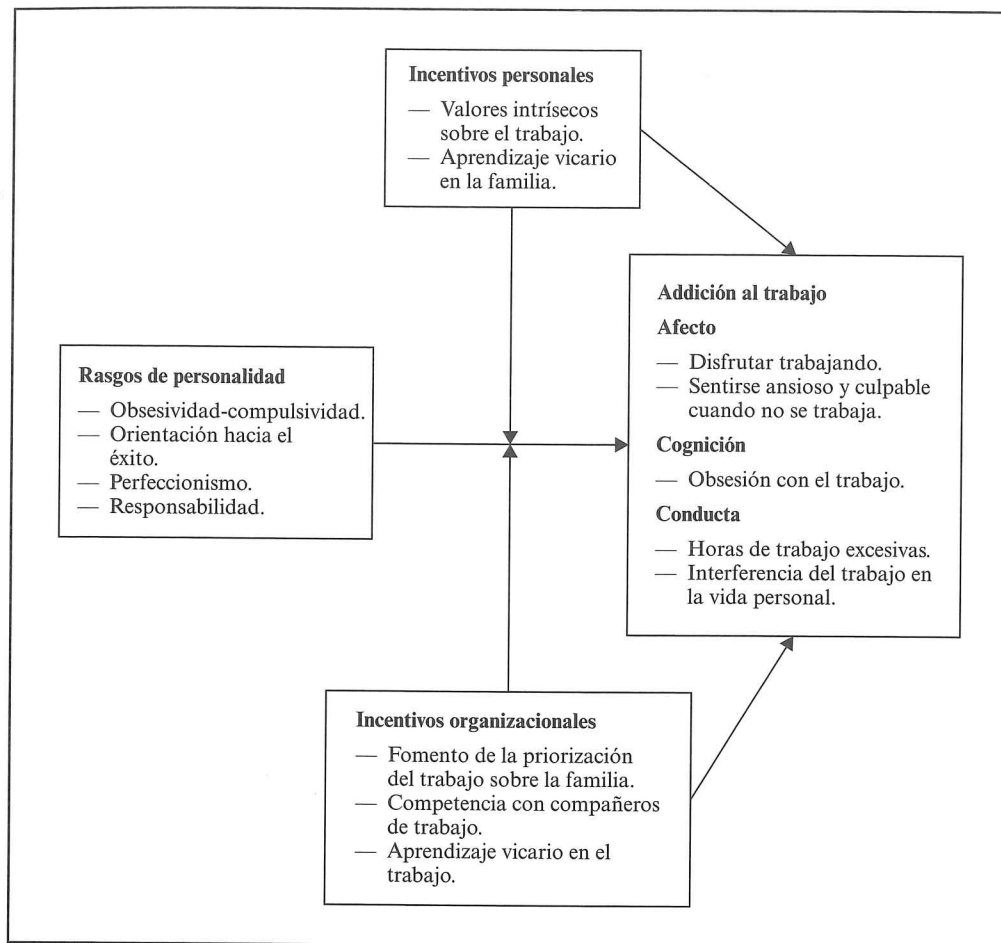 Incentivos personales
— Valores intrísecos
sobre el trabajo.
— Aprendizaje vicario
en la familia.
Rasgos de personalidad
— Obsesividad-compulsividad.
— Orientación hacia el
éxito.
— Perfeccionismo.
— Responsabilidad.
Addición al trabajo
Afecto
— Disfrutar trabajando.
— Sentirse ansioso y culpable
cuando no se trabaja.
Cognición
— Obsesión con el trabajo.
Conducta
— Horas de trabajo excesivas.
— Interferencia del trabajo en
la vida personal.
Incentivos organizacionales
— Fomento de la priorización
del trabajo sobre la familia.
— Competencia con compañeros
de trabajo.
— Aprendizaje vicario en el
trabajo.